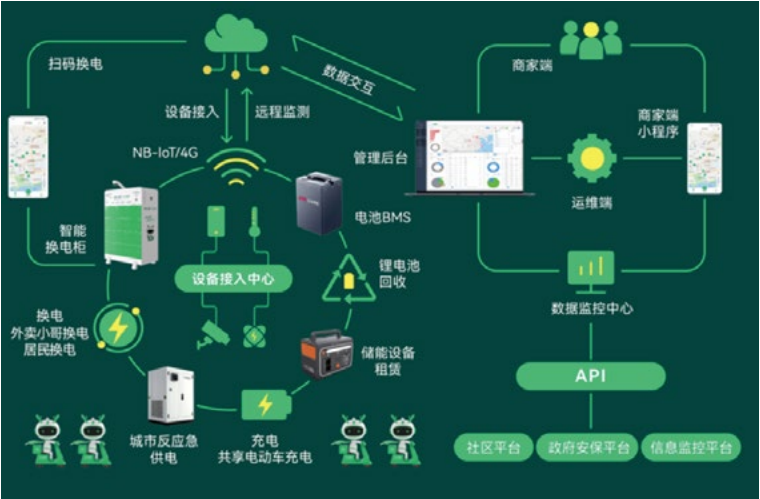 扫码换电
数据交互
商家端
设备接入
远程监测
商家端
小程序
NB-IoT/4G
管理后台
运维端
电池BMS
智能
换电柜
设备接入中心
锂电池
回收
数据监控中心
换电
外卖小哥换电
居民换电
储能设备
租赁
API
城市反应急
供电
充电
共享电动车充电
社区平台
政府安保平台
信息监控平台